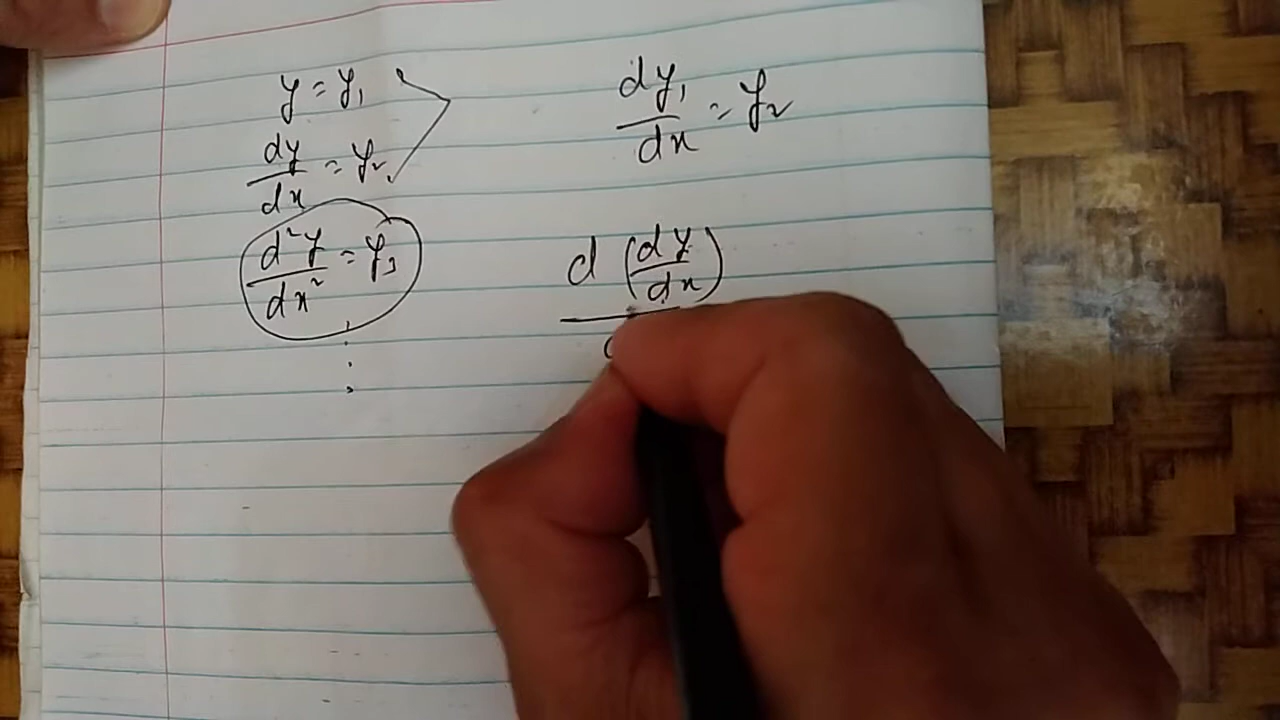 y = y₁
dy/dx = y₂
d²y/dx² = y₃
dy₁/dx = y₂
d (dy/dx)